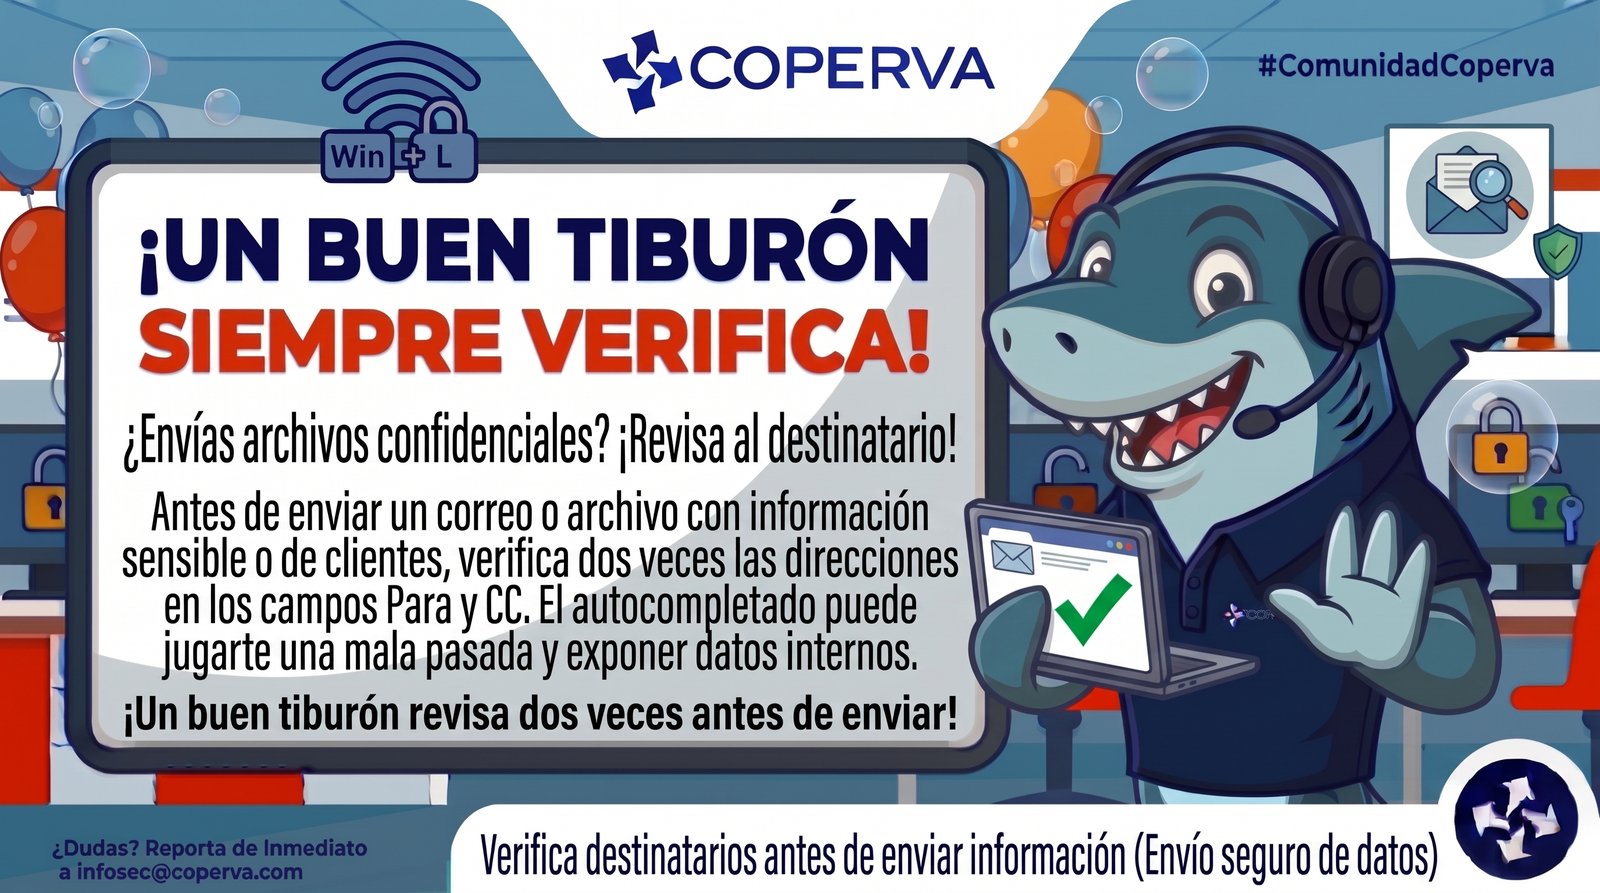 COPERVA
#ComunidadCoperva
Win + L
¡UN BUEN TIBURÓN
SIEMPRE VERIFICA!
¿Envías archivos confidenciales? ¡Revisa al destinatario!
Antes de enviar un correo o archivo con información
sensible o de clientes, verifica dos veces las direcciones
en los campos Para y CC. El autocompletado puede
jugarte una mala pasada y exponer datos internos.
¡Un buen tiburón revisa dos veces antes de enviar!
¿Dudas? Reporta de Inmediato
a infosec@coperva.com
Verifica destinatarios antes de enviar información (Envío seguro de datos)